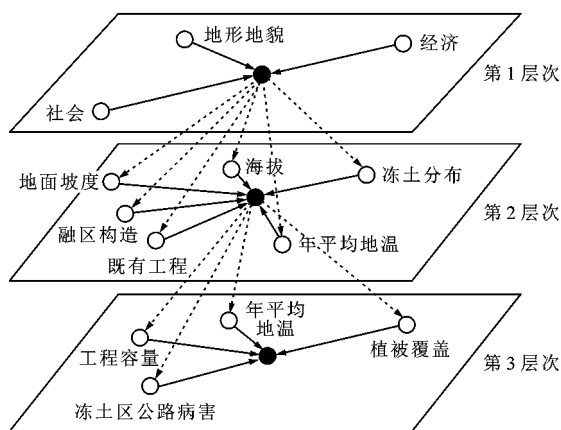 地形地貌
经济
第1层次
社会
海拔
地面坡度
冻土分布
第2层次
融区构造
年平均地温
既有工程
年平均
地温
工程容量
植被覆盖
第3层次
冻土区公路病害